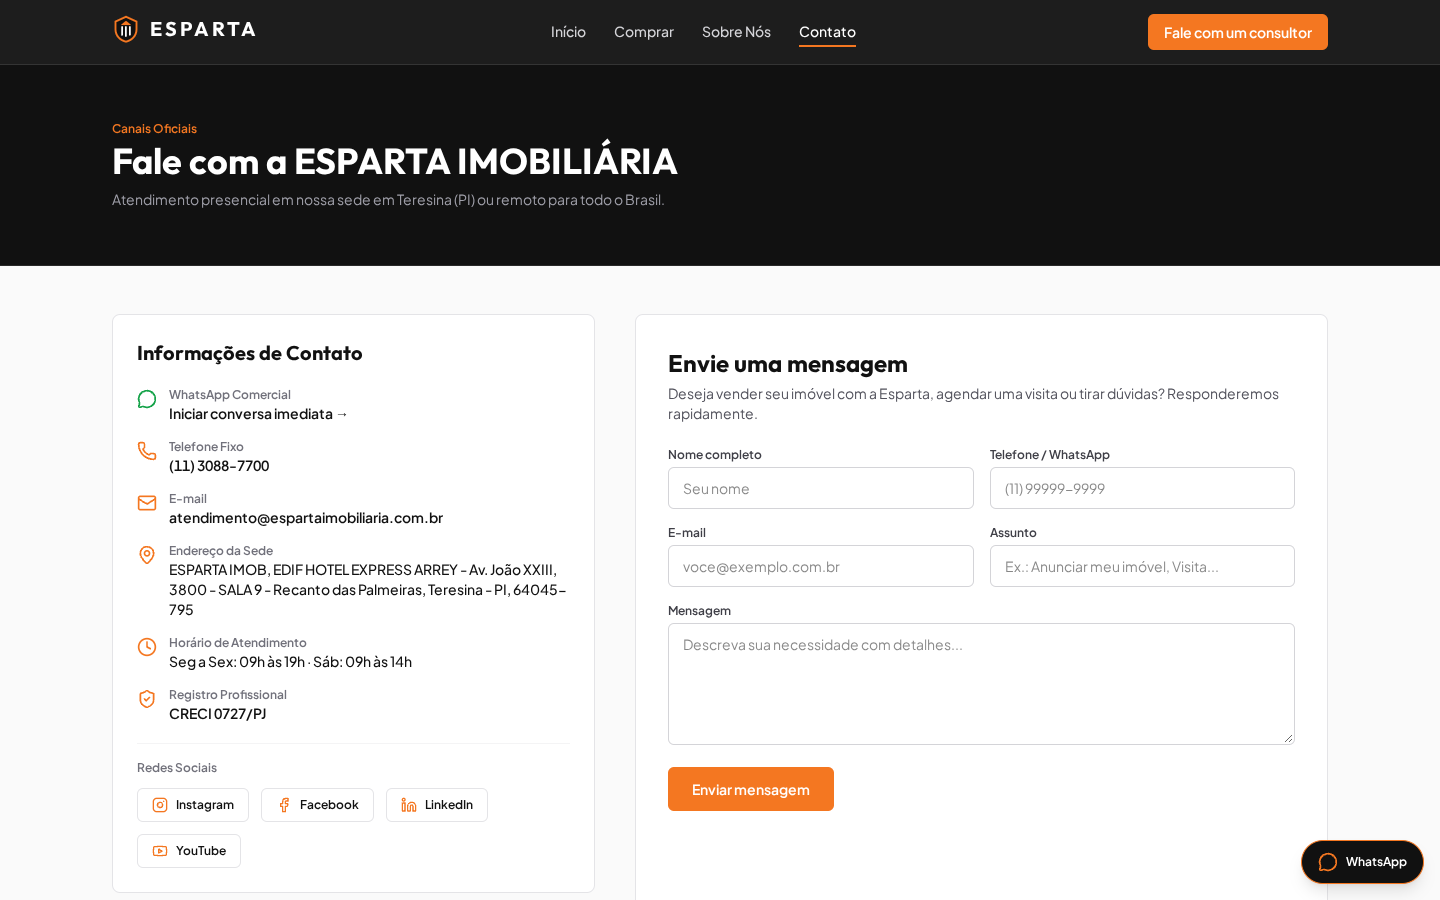 ESPARTA
Início
Comprar
Sobre Nós
Contato
Fale com um consultor
Canais Oficiais
Fale com a ESPARTA IMOBILIÁRIA
Atendimento presencial em nossa sede em Teresina (PI) ou remoto para todo o Brasil.
Informações de Contato
WhatsApp Comercial
Iniciar conversa imediata →
Telefone Fixo
(11) 3088-7700
E-mail
atendimento@espartaimobiliaria.com.br
Endereço da Sede
ESPARTA IMOB, EDIF HOTEL EXPRESS ARREY - Av. João XXIII,
3800 - SALA 9 - Recanto das Palmeiras, Teresina - PI, 64045-
795
Horário de Atendimento
Seg a Sex: 09h às 19h · Sáb: 09h às 14h
Registro Profissional
CRECI 0727/PJ
Redes Sociais
Instagram
Facebook
LinkedIn
YouTube
Envie uma mensagem
Deseja vender seu imóvel com a Esparta, agendar uma visita ou tirar dúvidas? Responderemos
rapidamente.
Nome completo
Seu nome
Telefone / WhatsApp
(11) 99999-9999
E-mail
voce@exemplo.com.br
Assunto
Ex.: Anunciar meu imóvel, Visita...
Mensagem
Descreva sua necessidade com detalhes...
Enviar mensagem
WhatsApp